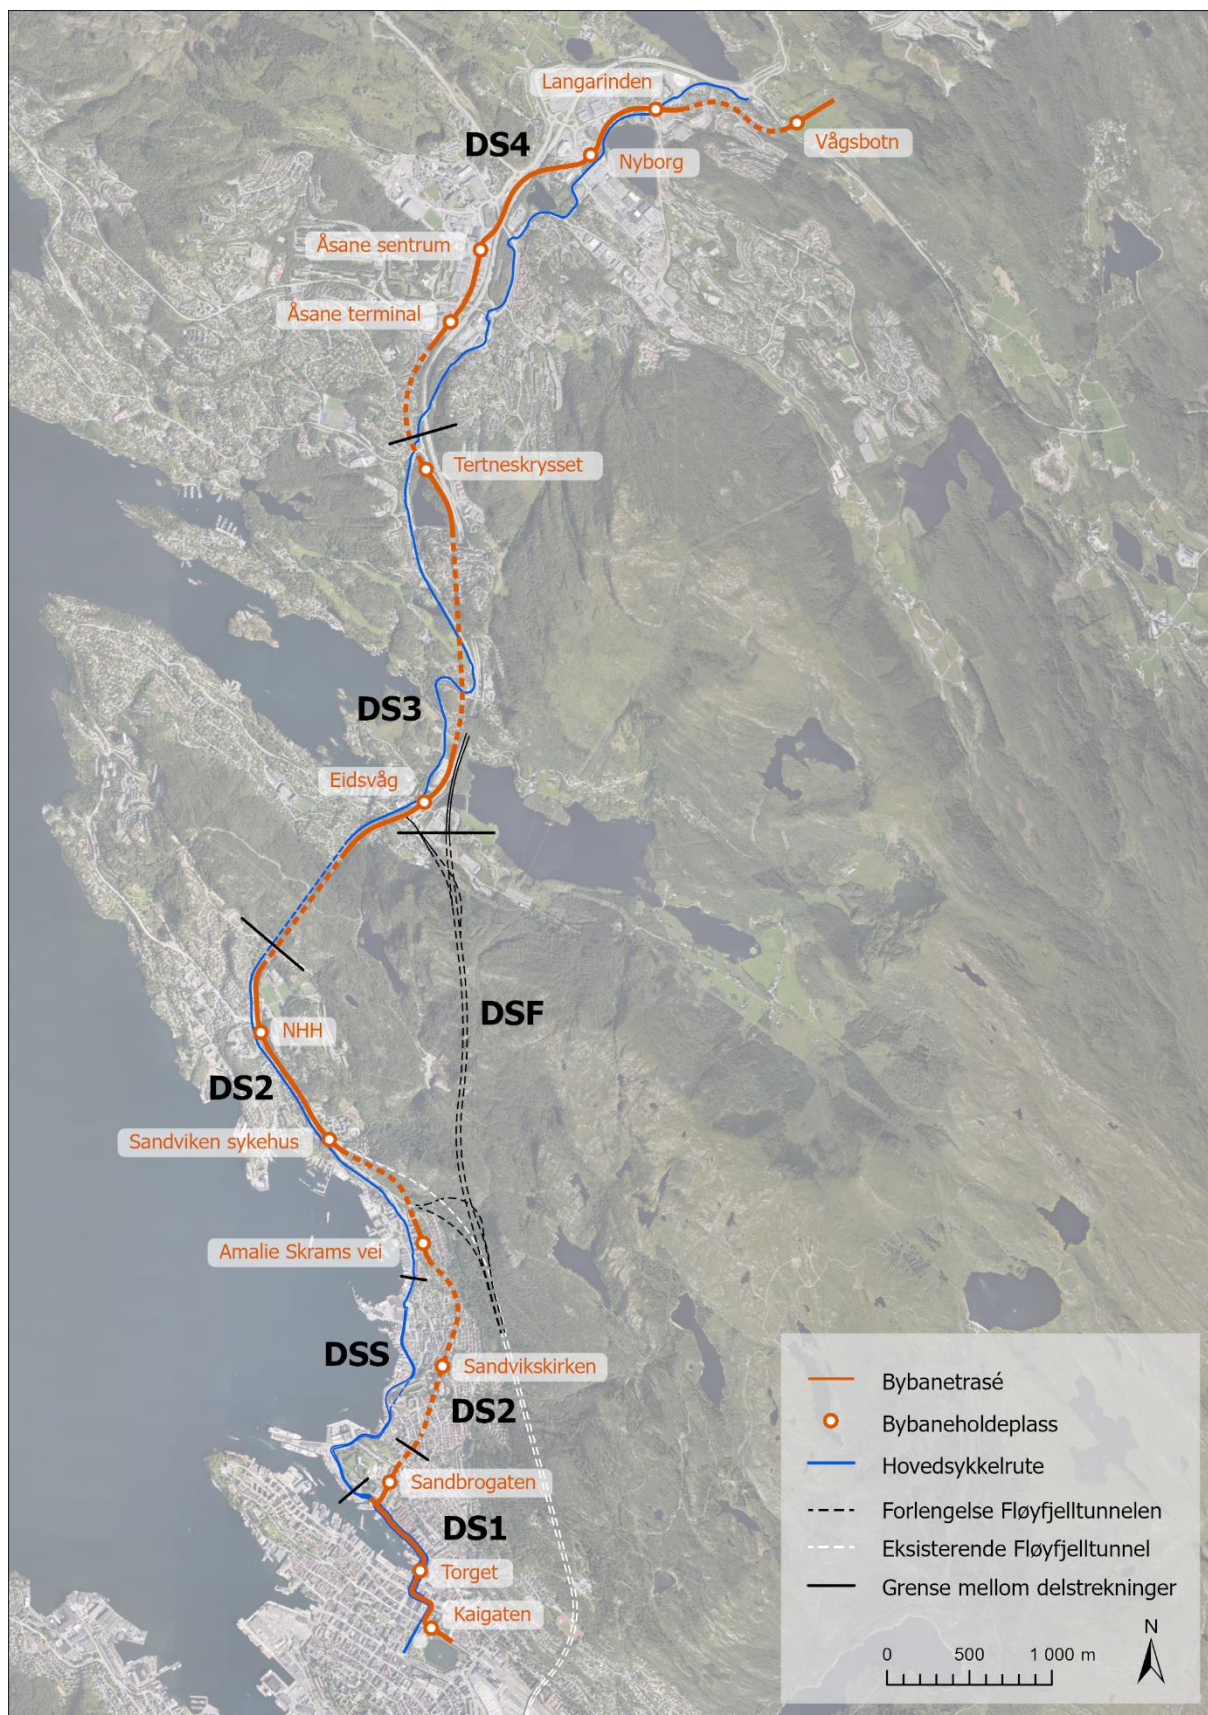 Langarinden
Vågsbotn
DS4
Nyborg
Åsane sentrum
Åsane terminal
Tertneskrysset
DS3
Eidsvåg
DSF
NHH
DS2
Sandviken sykehus
Amalie Skrams vei
DSS
Sandvikskirken
DS2
Sandbrogaten
DS1
Torget
Kaigaten
Bybanetrasé
Bybaneholdeplass
Hovedsykkelrute
Forlengelse Fløyfjelltunnelen
Eksisterende Fløyfjelltunnel
Grense mellom delstrekninger
N
0 500 1 000 m